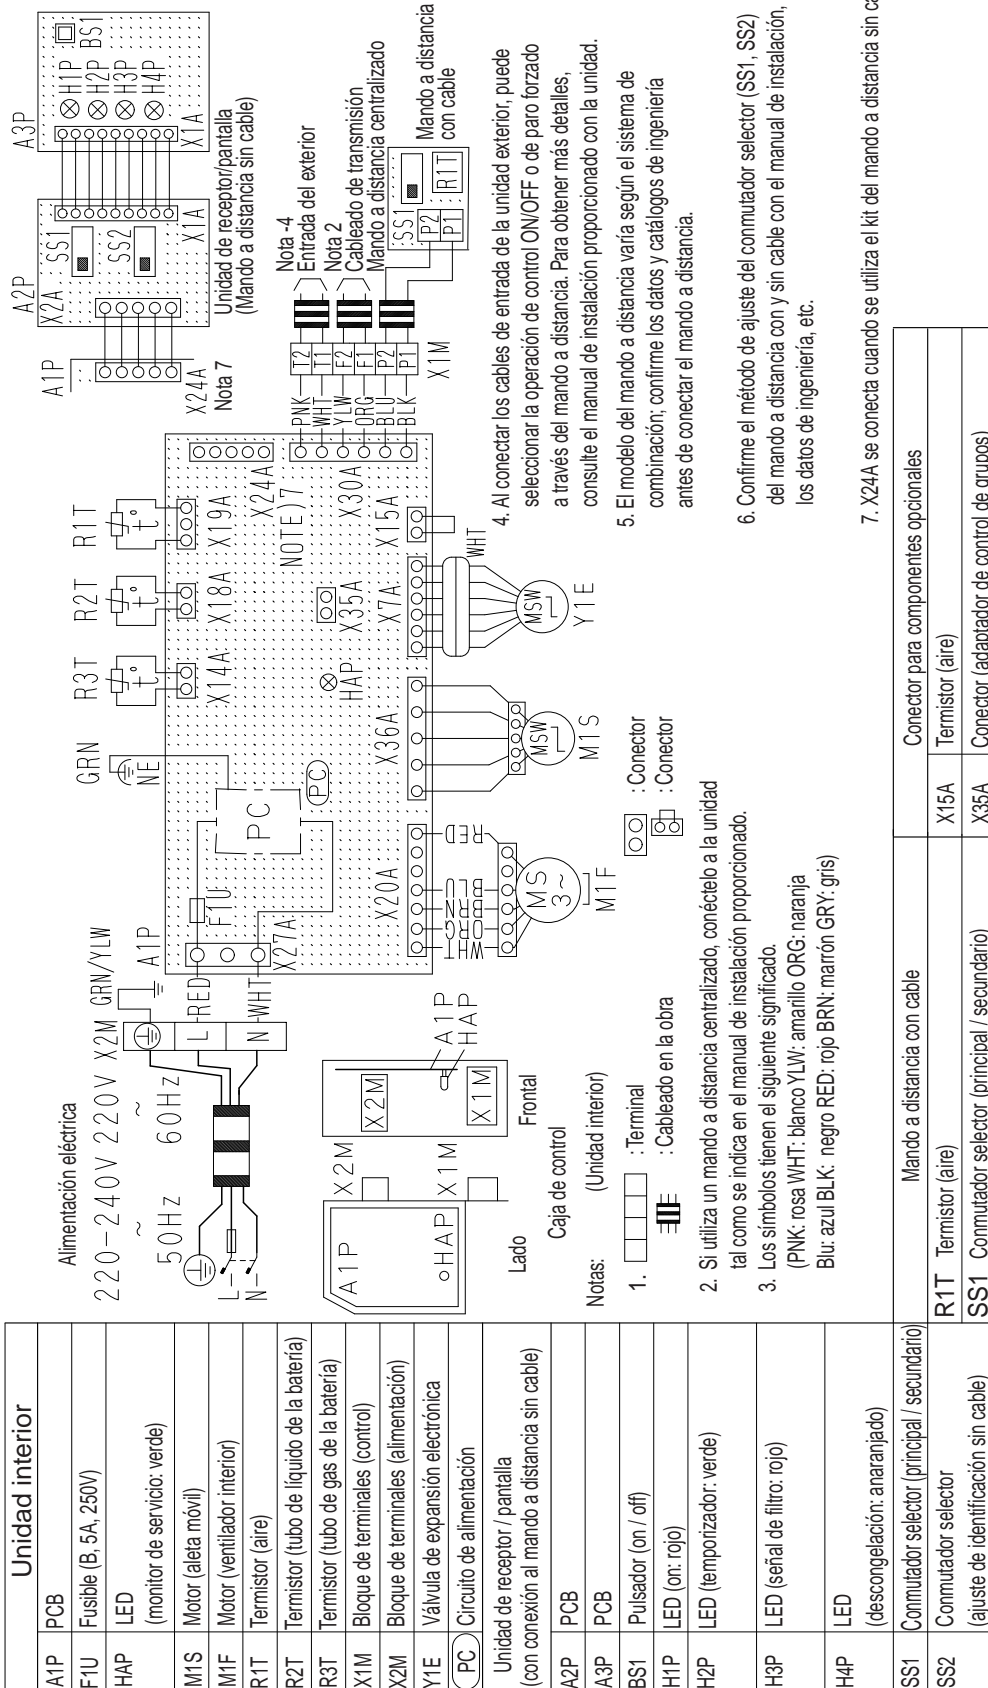 Unidad interior
A1P PCB
F1U Fusible (B, 5A, 250V)
HAP LED
(monitor de servicio: verde)
M1S Motor (aleta móvil)
M1F Motor (ventilador interior)
R1T Termistor (aire)
R2T Termistor (tubo de líquido de la batería)
R3T Termistor (tubo de gas de la batería)
X1M Bloque de terminales (control)
X2M Bloque de terminales (alimentación)
Y1E Válvula de expansión electrónica
PC Circuito de alimentación
Unidad de receptor / pantalla
(con conexión al mando a distancia sin cable)
A2P PCB
A3P PCB
BS1 Pulsador (on / off)
H1P LED (on: rojo)
H2P LED (temporizador: verde)
H3P LED (señal de filtro: rojo)
H4P LED
(descongelación: anaranjado)
SS1 Conmutador selector (principal / secundario)
SS2 Conmutador selector
(ajuste de identificación sin cable)
Mando a distancia con cable
R1T Termistor (aire)
SS1 Conmutador selector (principal / secundario)
Conector para componentes opcionales
X15A Termistor (aire)
X35A Conector (adaptador de control de grupos)
Alimentación eléctrica
220-240V 220V X2M GRN/YLW
~ ~
50Hz 60Hz
L
N
L RED
N WHT
A1P
X27A
F1U
PC
PC
GRN
NE
R3T
R2T
R1T
t°
t°
t°
X14A
X18A
X19A
X24A
NOTE)7
HAP
X35A
X30A
X20A
X36A
X7A
X15A
WHT
ORG
BRN
BLU
RED
MS
3~
M1F
MSW
M1S
MSW
Y1E
WHT
PNK T2
WHT T1
YLW F2
ORG F1
BLU P2
BLK P1
X1M
Nota -4
Entrada del exterior
Nota 2
Cableado de transmisión
Mando a distancia centralizado
SS1
P2
P1
R1T
Mando a distancia
con cable
A1P
X24A
Nota 7
A2P
X2A
SS1
SS2
X1A
A3P
BS1
H1P
H2P
H3P
H4P
X1A
Unidad de receptor/pantalla
(Mando a distancia sin cable)
A1P
HAP
X2M
X1M
Lado
X2M
X1M
A1P
HAP
Frontal
Caja de control
Notas: (Unidad interior)
1. : Terminal
: Cableado en la obra
: Conector
: Conector
2. Si utiliza un mando a distancia centralizado, conéctelo a la unidad
tal como se indica en el manual de instalación proporcionado.
3. Los símbolos tienen el siguiente significado.
(PNK: rosa WHT: blanco YLW: amarillo ORG: naranja
Blu: azul BLK: negro RED: rojo BRN: marrón GRY: gris)
4. Al conectar los cables de entrada de la unidad exterior, puede
seleccionar la operación de control ON/OFF o de paro forzado
a través del mando a distancia. Para obtener más detalles,
consulte el manual de instalación proporcionado con la unidad.
5. El modelo del mando a distancia varía según el sistema de
combinación; confirme los datos y catálogos de ingeniería
antes de conectar el mando a distancia.
6. Confirme el método de ajuste del conmutador selector (SS1, SS2)
del mando a distancia con y sin cable con el manual de instalación,
los datos de ingeniería, etc.
7. X24A se conecta cuando se utiliza el kit del mando a distancia sin